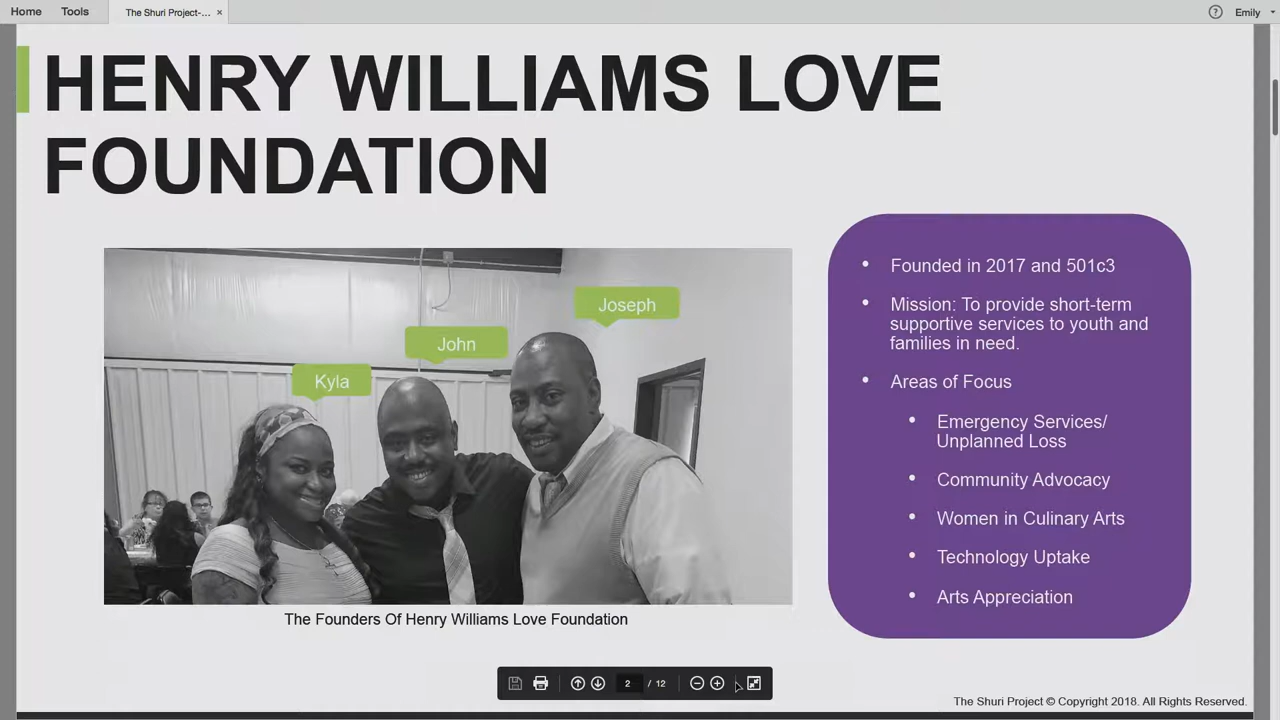 Home
Tools
The Shuri Project-...
Emily
HENRY WILLIAMS LOVE
FOUNDATION
Joseph
John
Kyla
The Founders Of Henry Williams Love Foundation
• Founded in 2017 and 501c3
• Mission: To provide short-term
supportive services to youth and
families in need.
• Areas of Focus
• Emergency Services/
Unplanned Loss
• Community Advocacy
• Women in Culinary Arts
• Technology Uptake
• Arts Appreciation
2 / 12
The Shuri Project © Copyright 2018. All Rights Reserved.